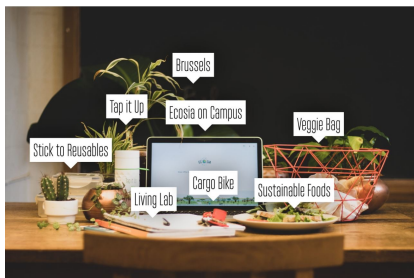 Brussels
Tap it Up
Ecosia on Campus
Veggie Bag
Stick to Reusables
Cargo Bike
Sustainable Foods
Living Lab